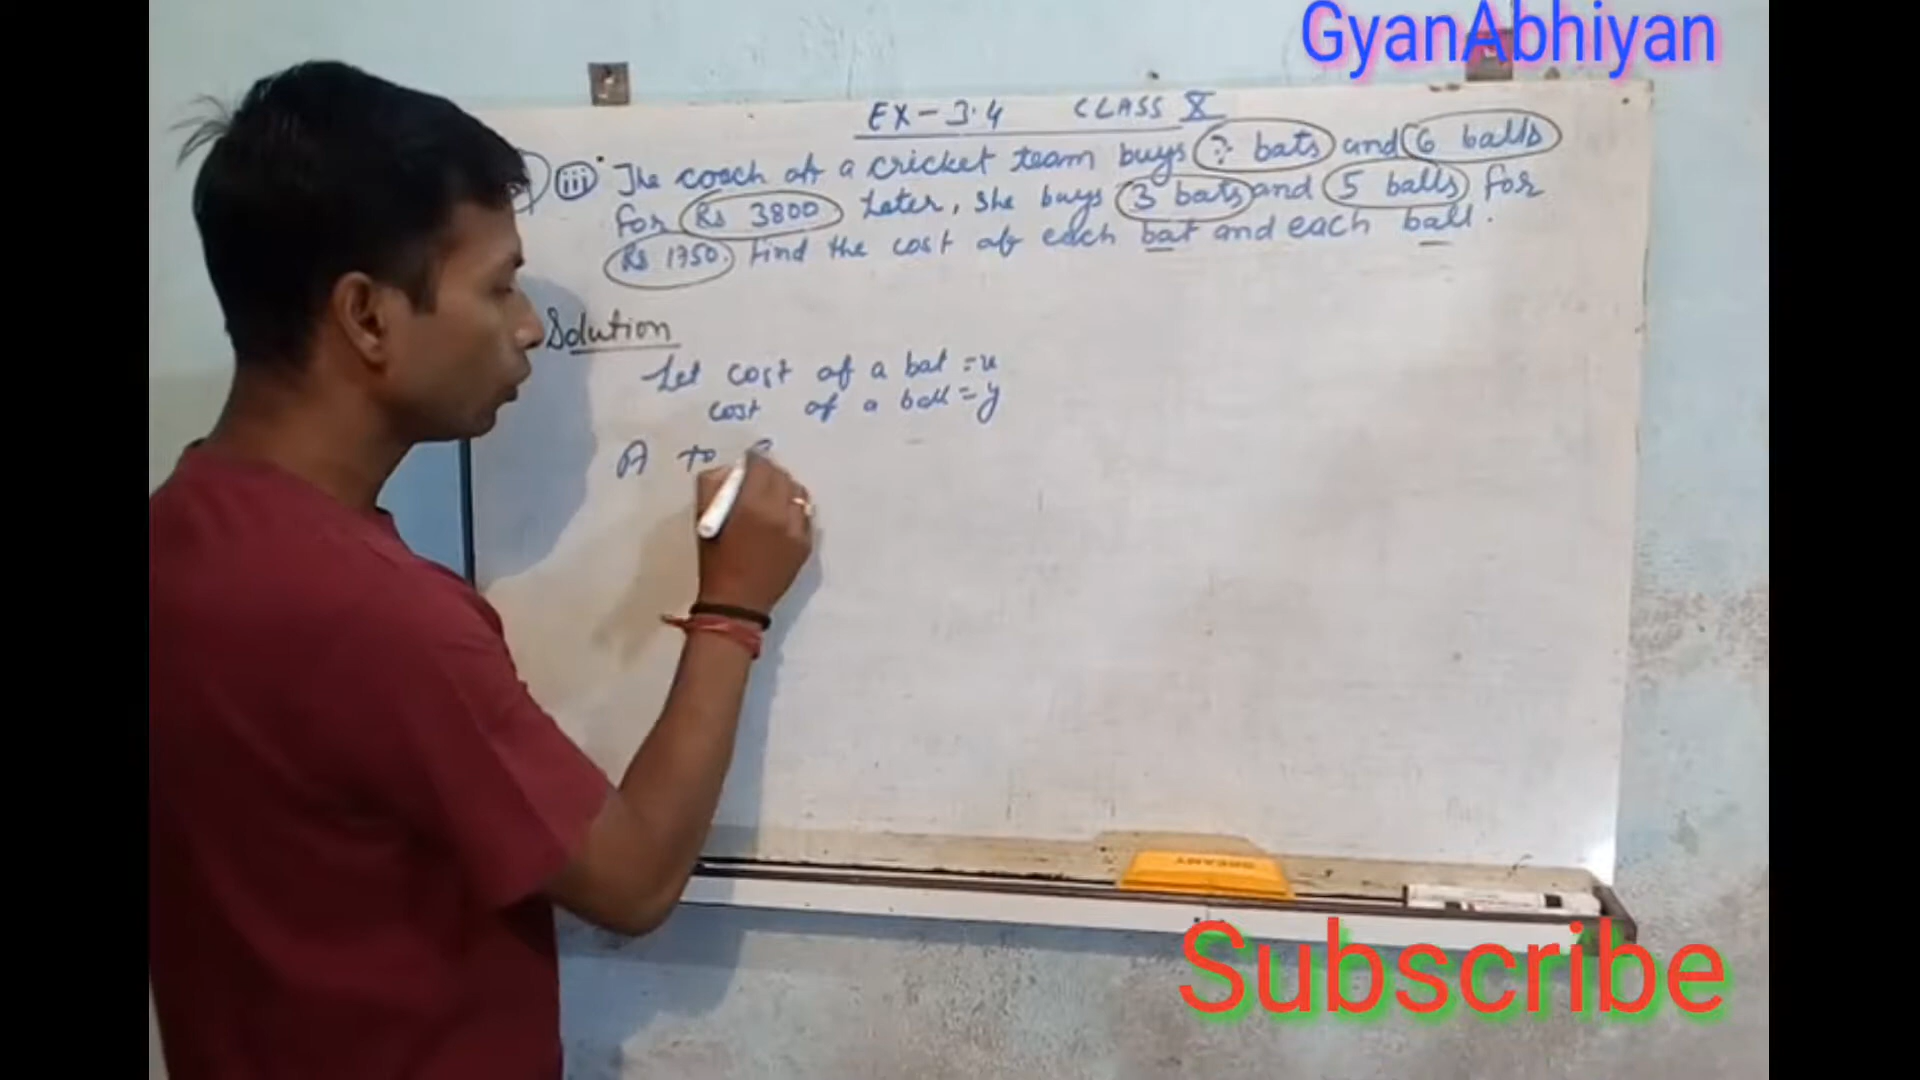 GyanAbhiyan
EX-3.4 CLASS X
iii The coach of a cricket team buys 7 bats and 6 balls
for Rs 3800 Later, she buys 3 bats and 5 balls for
Rs 1750. Find the cost of each bat and each ball.
Solution
Let cost of a bat = x
cost of a ball = y
A to
Subscribe